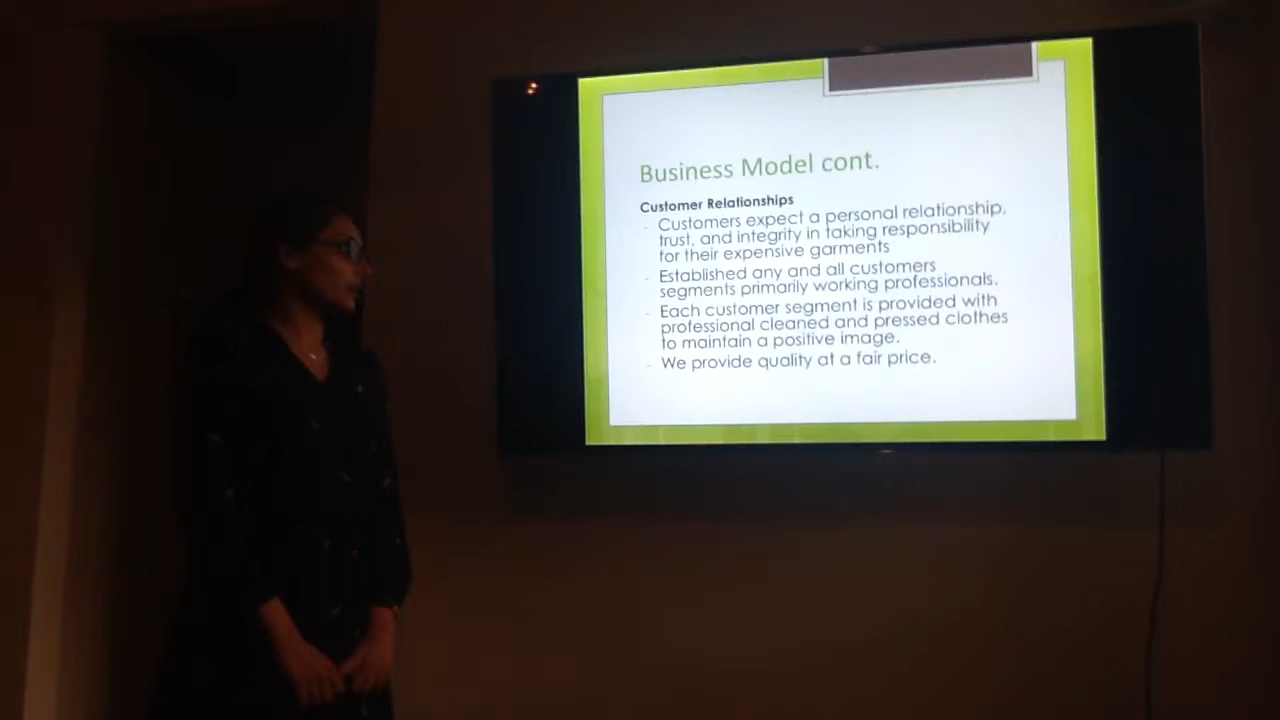 Business Model cont.
Customer Relationships
- Customers expect a personal relationship,
trust, and integrity in taking responsibility
for their expensive garments
- Established any and all customers
segments primarily working professionals.
- Each customer segment is provided with
professional cleaned and pressed clothes
to maintain a positive image.
- We provide quality at a fair price.